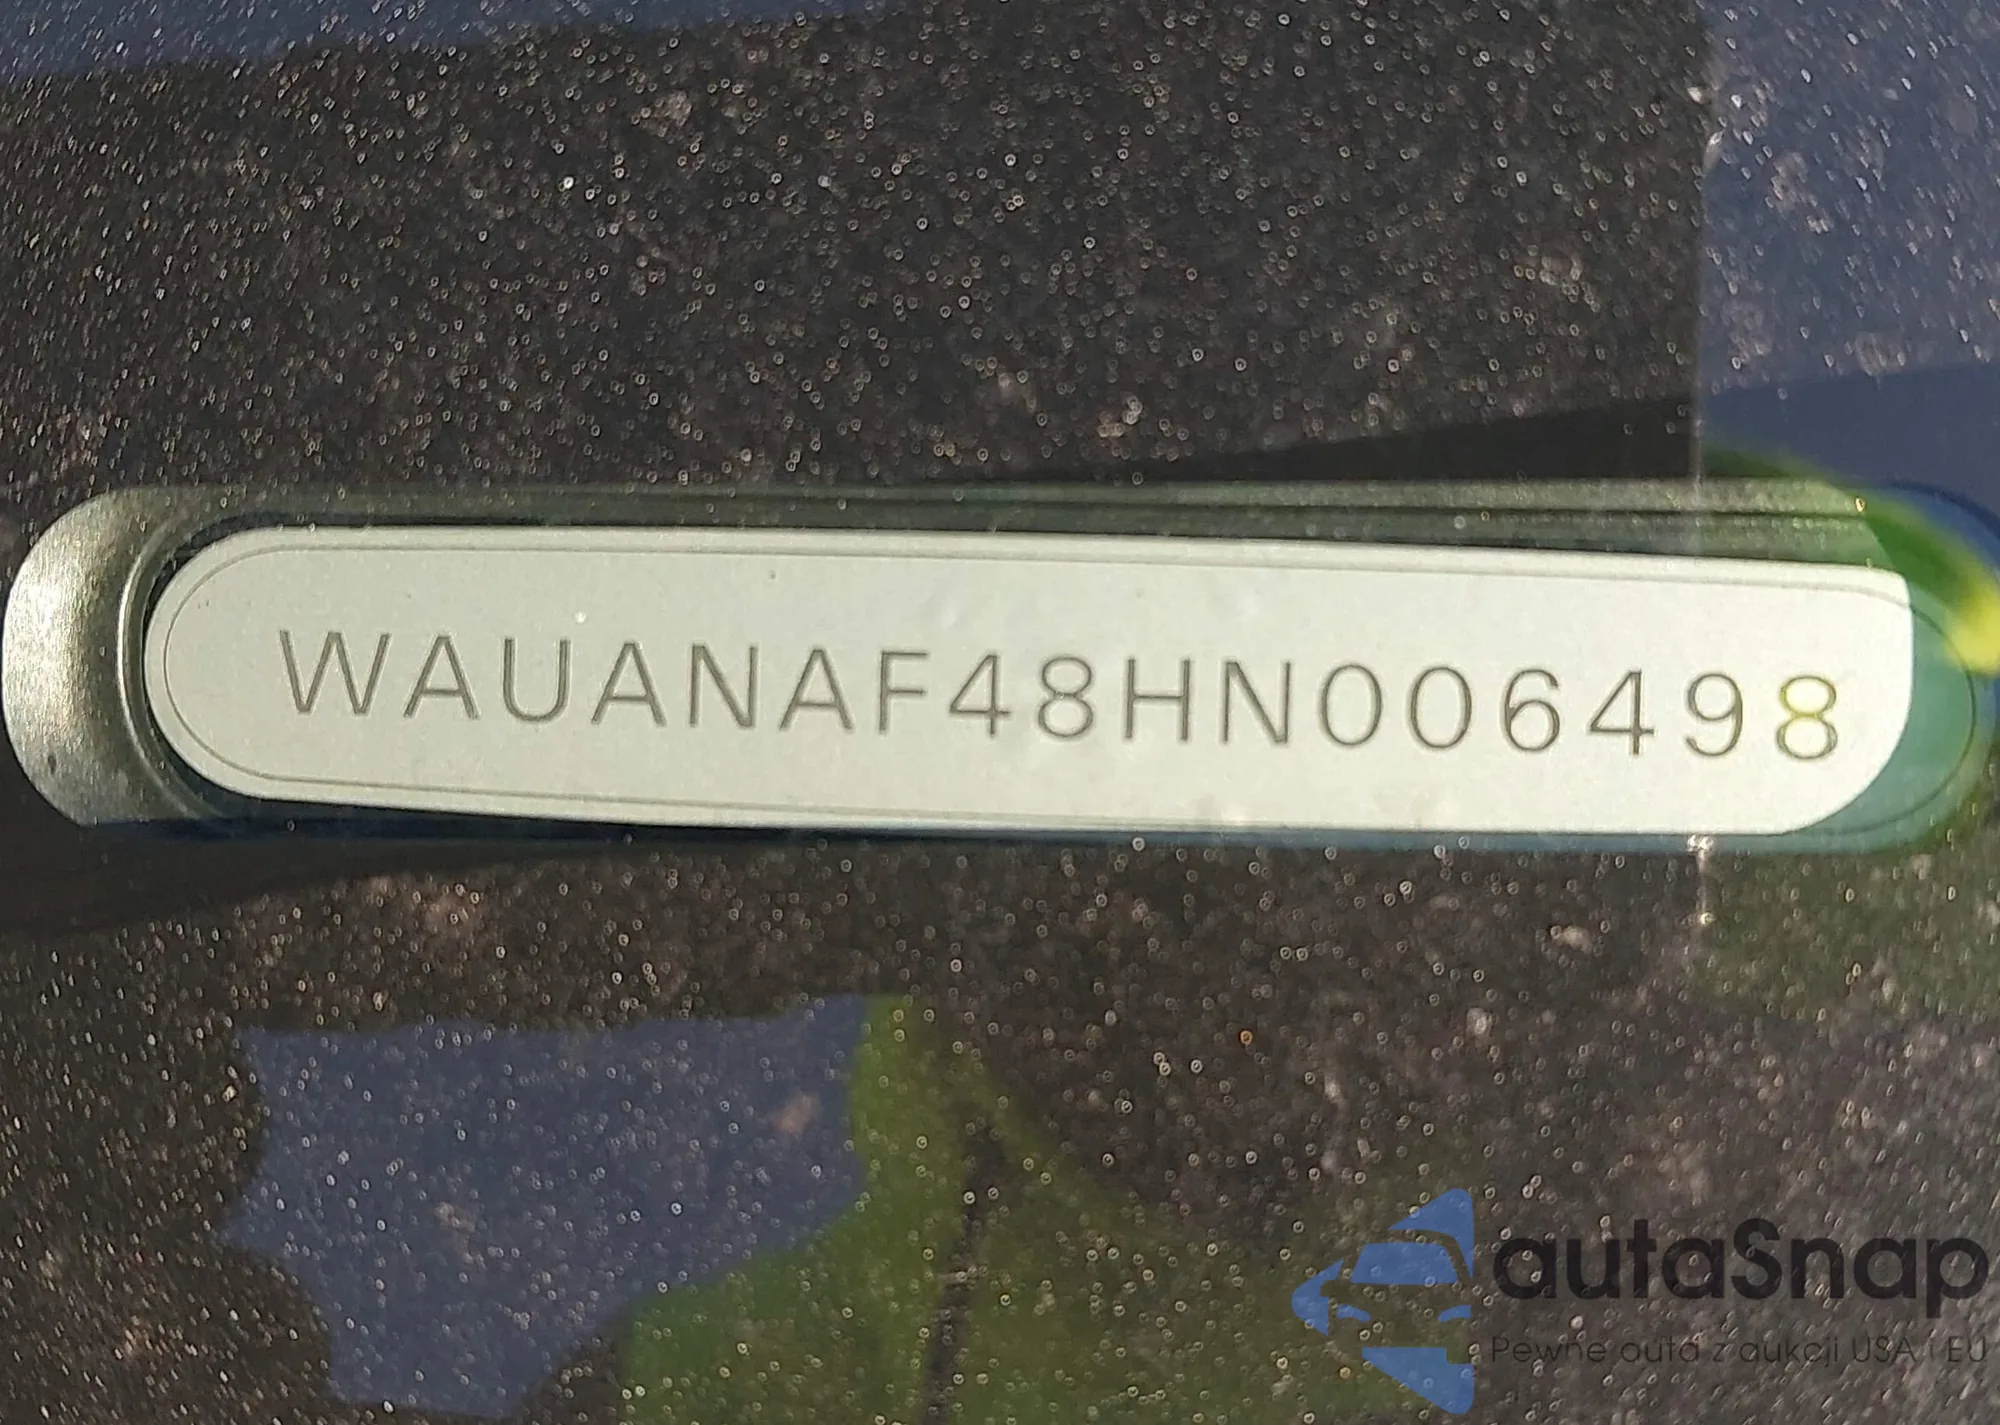 WAUANAF48HN006498
autaSnap
Pewne auta z aukcji USA i EU